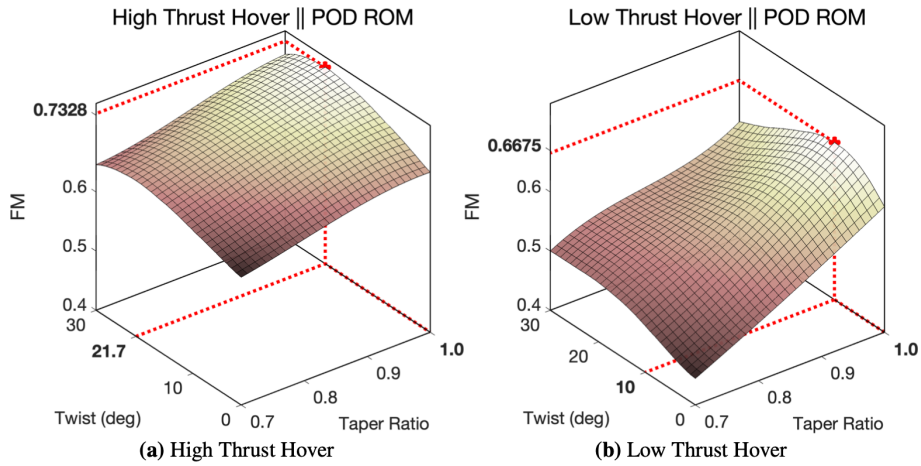 High Thrust Hover || POD ROM
0.7328
0.6
0.5
0.4
FM
30
21.7
10
0
Twist (deg)
0.7
0.8
0.9
1.0
Taper Ratio
(a) High Thrust Hover
Low Thrust Hover || POD ROM
0.6675
0.6
0.5
0.4
FM
30
20
10
0
Twist (deg)
0.7
0.8
0.9
1.0
Taper Ratio
(b) Low Thrust Hover